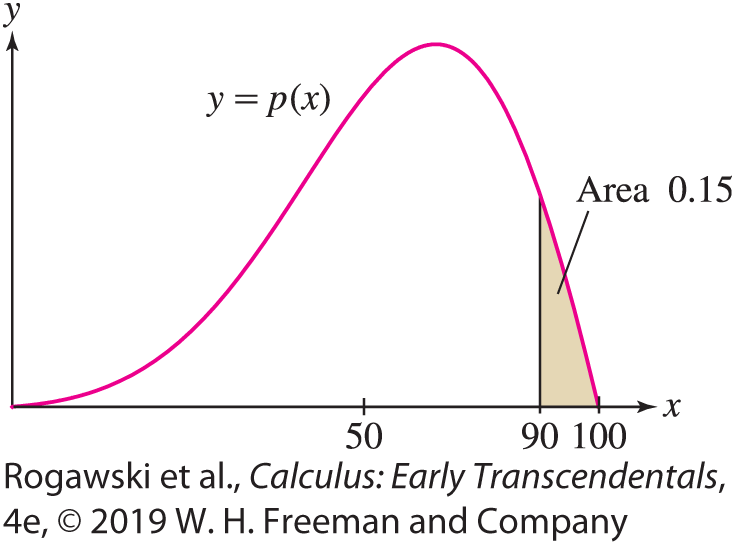 y
y = p(x)
Area 0.15
x
50
90 100
Rogawski et al., Calculus: Early Transcendentals,
4e, © 2019 W. H. Freeman and Company